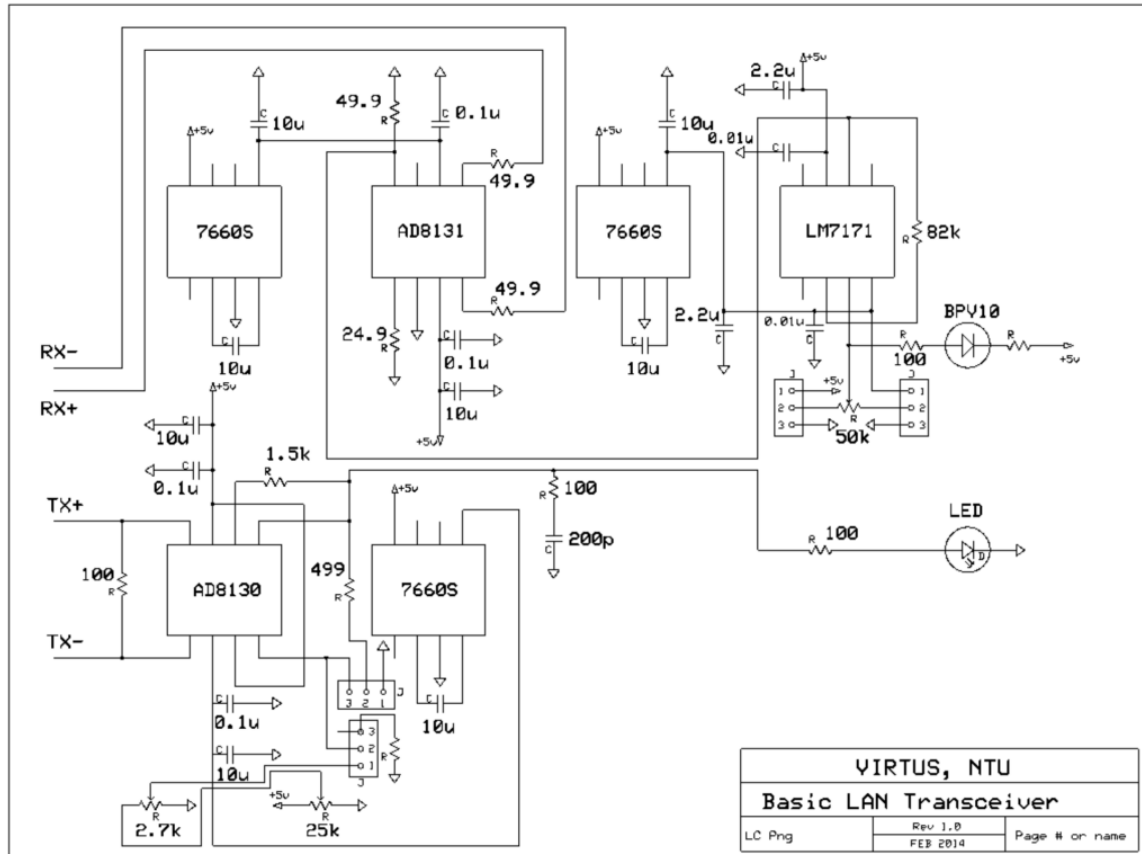 2.2u
+5v
49.9
R
C
0.1u
C
10u
C
10u
C
0.01u
C
+5v
+5v
R
49.9
7660S
AD8131
7660S
LM7171
R
82k
49.9
R
24.9
R
C
0.1u
C
10u
+5v
C
10u
C
10u
2.2u
C
0.01u
C
R
100
BPV10
R
+5v
RX-
RX+
J
1
2
3
+5v
R
50k
J
1
2
3
+5v
C
10u
C
0.1u
1.5k
R
+5v
R
100
C
200p
TX+
TX-
100
R
AD8130
499
R
7660S
R
100
LED
D
3
2
1
J
C
10u
C
0.1u
C
10u
3
2
1
J
R
R
2.7k
+5v
R
25k
VIRTUS, NTU
Basic LAN Transceiver
LC Png
Rev 1.0
FEB 2014
Page # or name